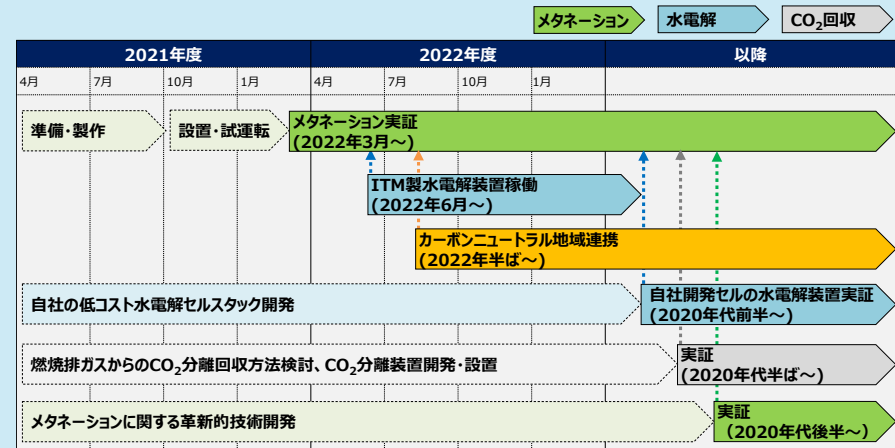 メタネーション
水電解
CO₂回収
2021年度
2022年度
以降
4月
7月
10月
1月
4月
7月
10月
1月
準備・製作
設置・試運転
メタネーション実証
(2022年3月～)
ITM製水電解装置稼働
(2022年6月～)
カーボンニュートラル地域連携
(2022年半ば～)
自社の低コスト水電解セルスタック開発
自社開発セルの水電解装置実証
(2020年代前半～)
燃焼排ガスからのCO₂分離回収方法検討、CO₂分離装置開発・設置
実証
(2020年代半ば～)
メタネーションに関する革新的技術開発
実証
（2020年代後半～）